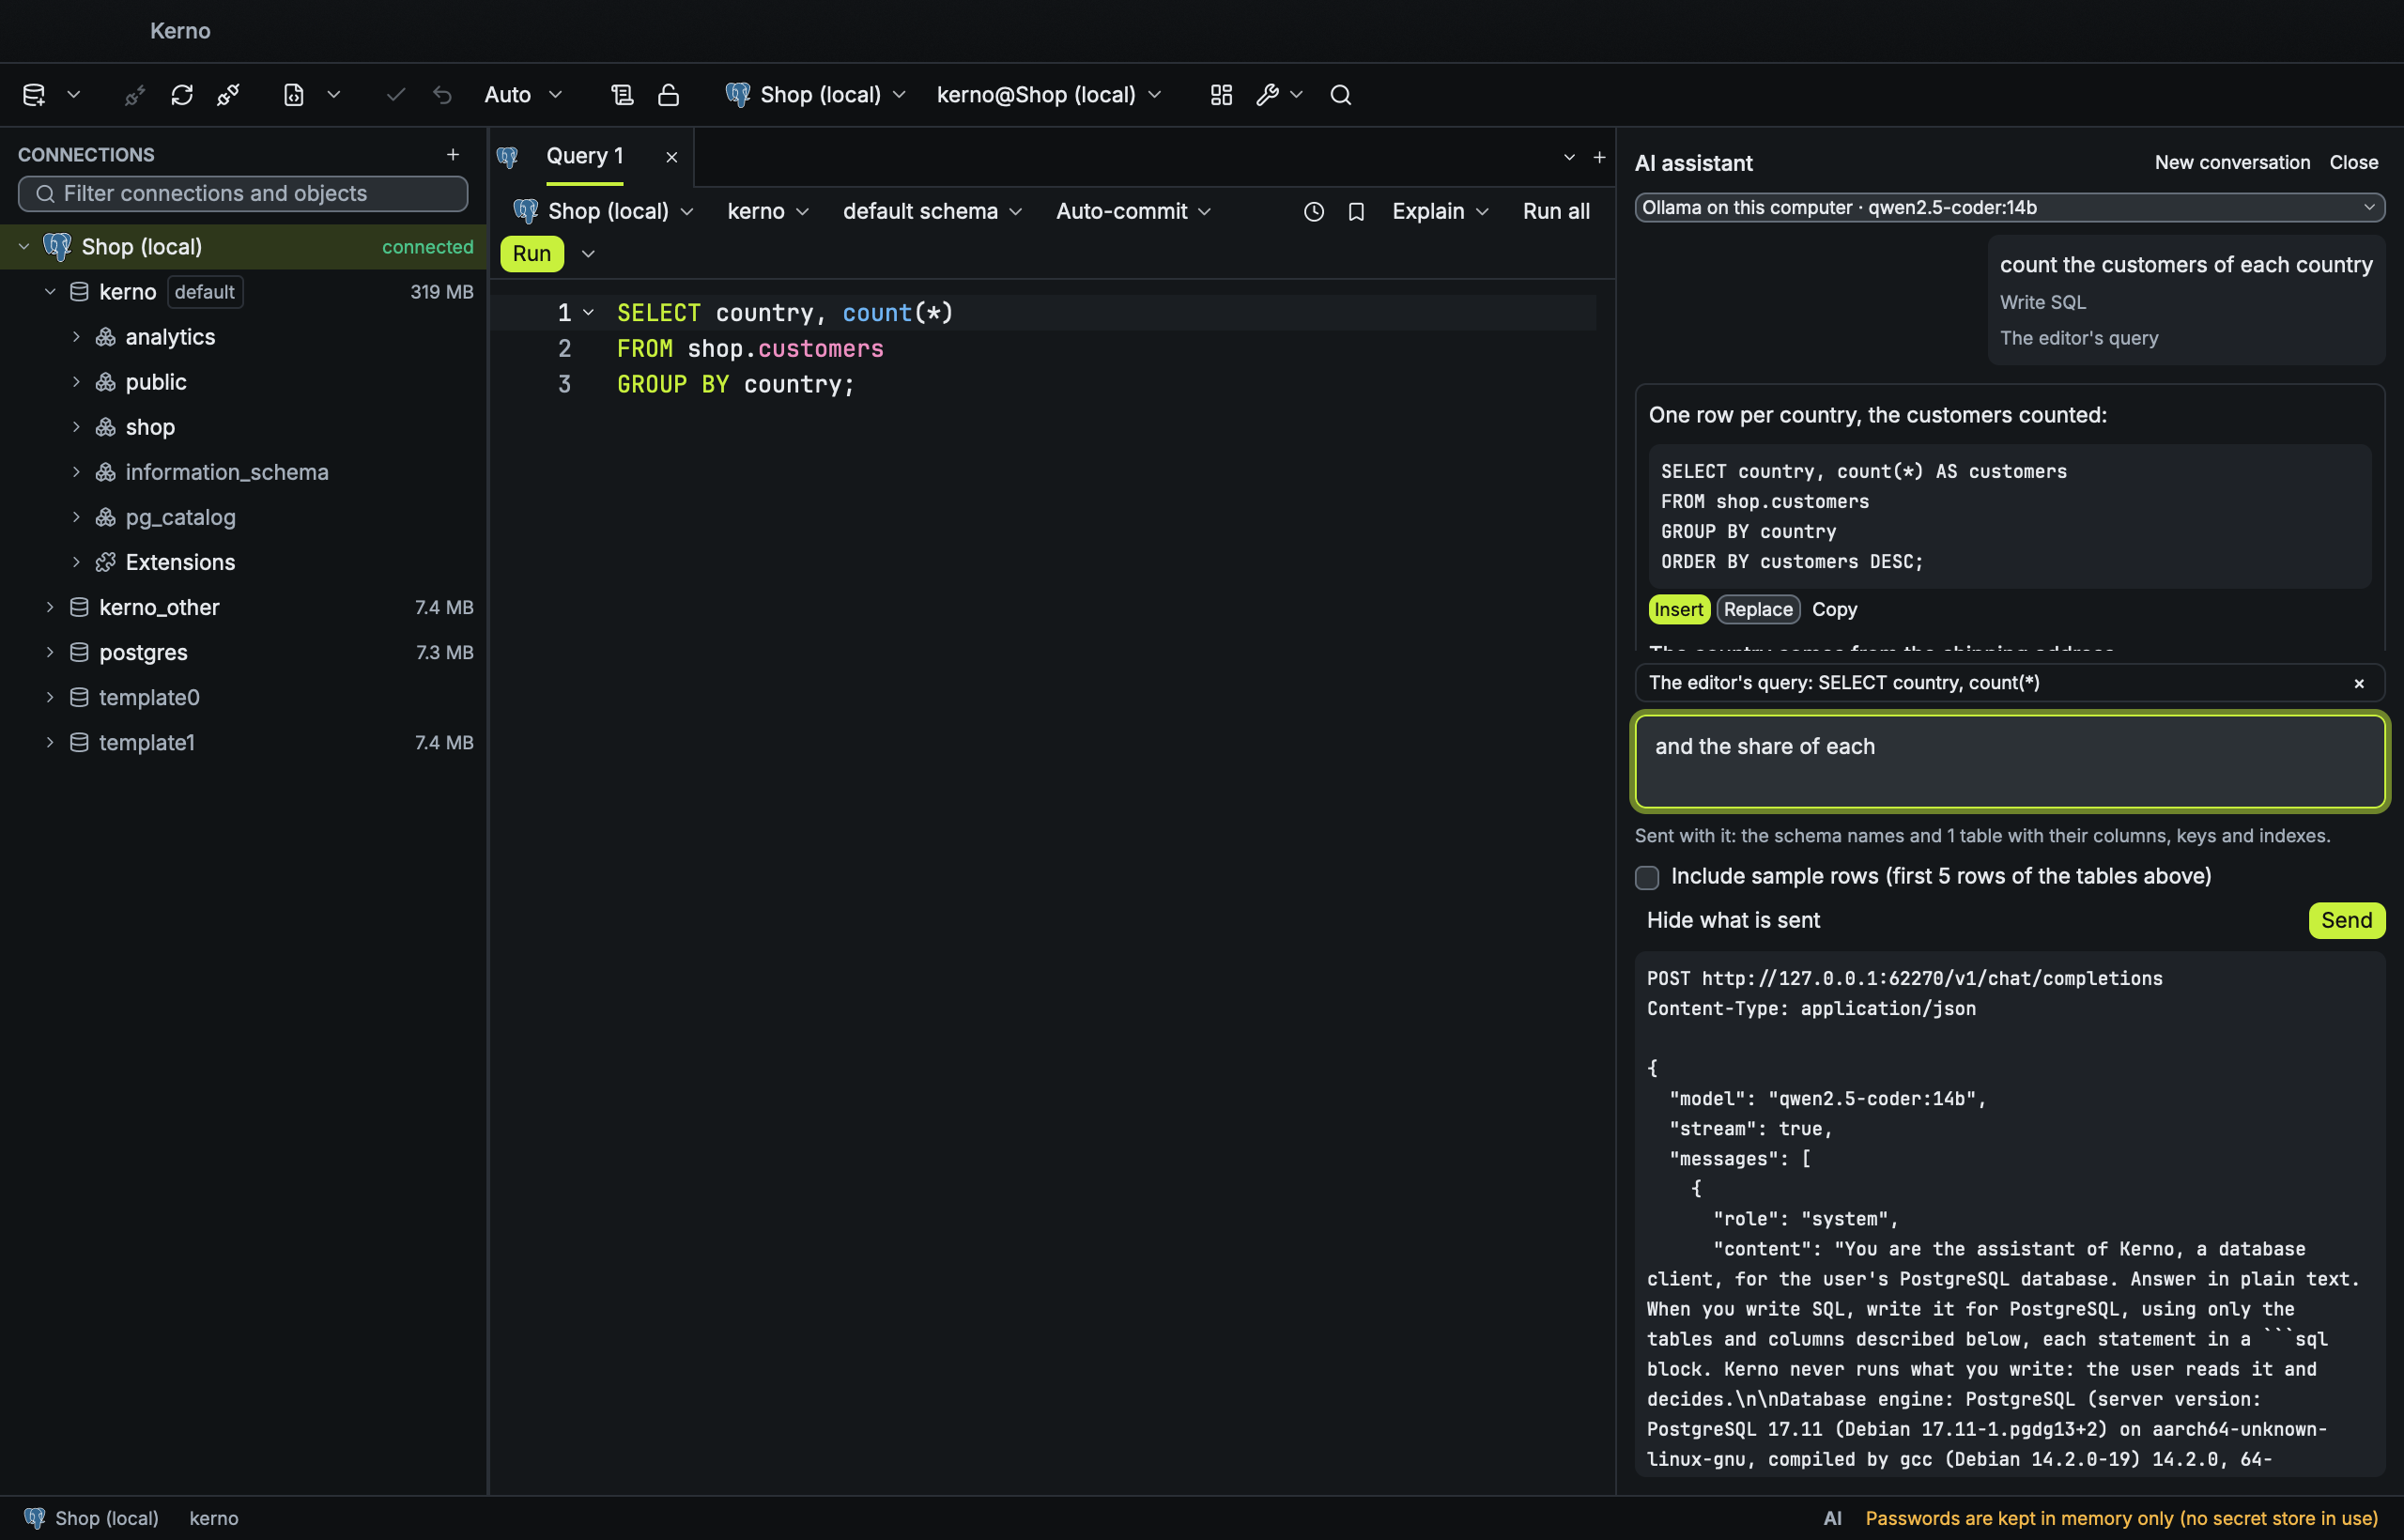 Kerno
Auto
Shop (local)
kerno@Shop (local)
CONNECTIONS
Filter connections and objects
Shop (local) connected
kerno default 319 MB
analytics
public
shop
information_schema
pg_catalog
Extensions
kerno_other 7.4 MB
postgres 7.3 MB
template0
template1 7.4 MB
Query 1
Shop (local) kerno default schema Auto-commit Explain Run all
Run
1 SELECT country, count(*)
2 FROM shop.customers
3 GROUP BY country;
AI assistant New conversation Close
Ollama on this computer · qwen2.5-coder:14b
count the customers of each country
Write SQL
The editor's query
One row per country, the customers counted:
SELECT country, count(*) AS customers
FROM shop.customers
GROUP BY country
ORDER BY customers DESC;
Insert Replace Copy
The country comes from the shipping address
The editor's query: SELECT country, count(*)
and the share of each
Sent with it: the schema names and 1 table with their columns, keys and indexes.
Include sample rows (first 5 rows of the tables above)
Hide what is sent Send
POST http://127.0.0.1:62270/v1/chat/completions
Content-Type: application/json
{
"model": "qwen2.5-coder:14b",
"stream": true,
"messages": [
{
"role": "system",
"content": "You are the assistant of Kerno, a database
client, for the user's PostgreSQL database. Answer in plain text.
When you write SQL, write it for PostgreSQL, using only the
tables and columns described below, each statement in a ```sql
block. Kerno never runs what you write: the user reads it and
decides.\n\nDatabase engine: PostgreSQL (server version:
PostgreSQL 17.11 (Debian 17.11-1.pgdg13+2) on aarch64-unknown-
linux-gnu, compiled by gcc (Debian 14.2.0-19) 14.2.0, 64-
Shop (local) kerno
AI Passwords are kept in memory only (no secret store in use)